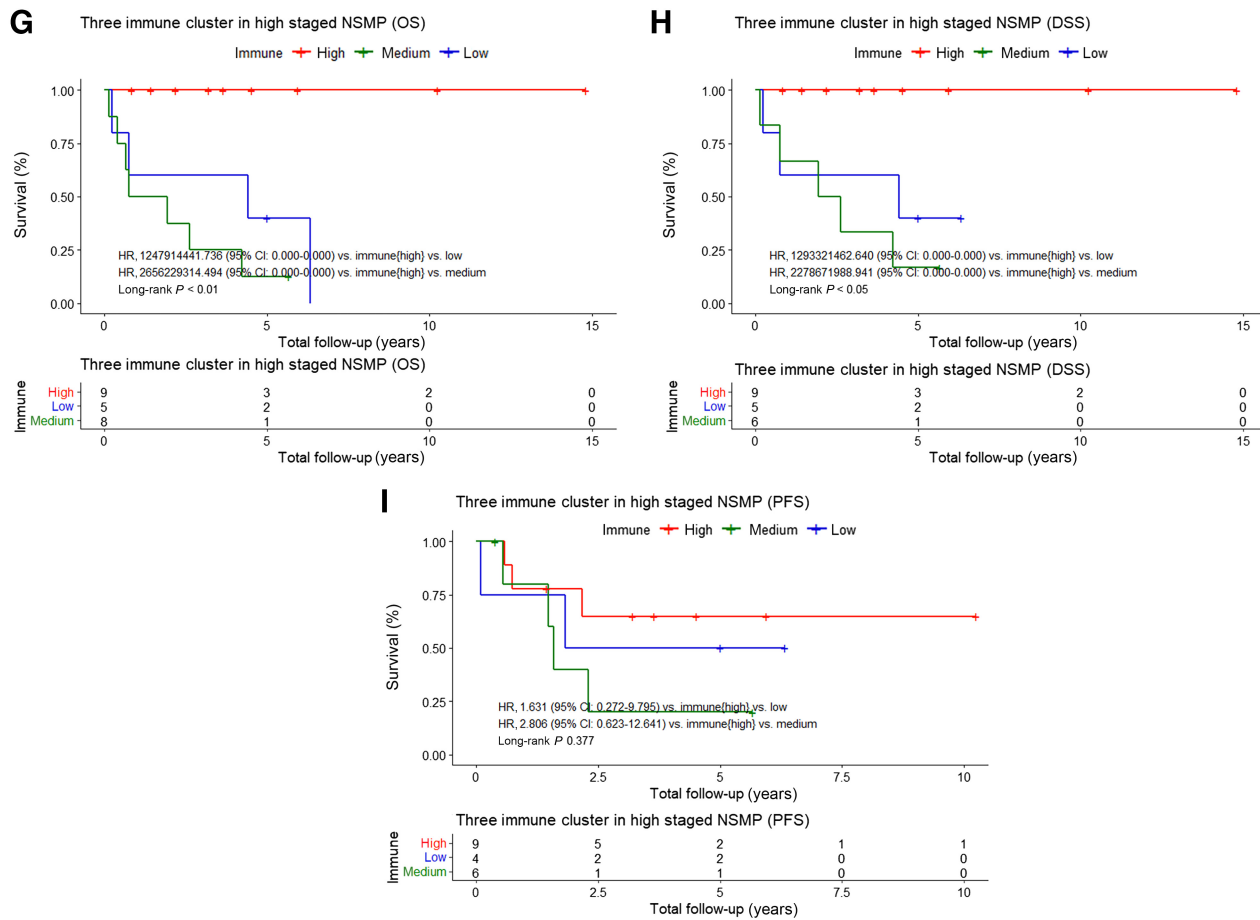 G
Three immune cluster in high staged NSMP (OS)
Immune High Medium Low
1.00
0.75
0.50
0.25
0.00
Survival (%)
HR, 1247914441.736 (95% CI: 0.000-0.000) vs. immune{high} vs. low
HR, 2656229314.494 (95% CI: 0.000-0.000) vs. immune{high} vs. medium
Long-rank P < 0.01
0 5 10 15
Total follow-up (years)
Three immune cluster in high staged NSMP (OS)
Immune
High 9 3 2 0
Low 5 2 0 0
Medium 8 1 0 0
0 5 10 15
Total follow-up (years)
H
Three immune cluster in high staged NSMP (DSS)
Immune High Medium Low
1.00
0.75
0.50
0.25
0.00
Survival (%)
HR, 1293321462.640 (95% CI: 0.000-0.000) vs. immune{high} vs. low
HR, 2278671988.941 (95% CI: 0.000-0.000) vs. immune{high} vs. medium
Long-rank P < 0.05
0 5 10 15
Total follow-up (years)
Three immune cluster in high staged NSMP (DSS)
Immune
High 9 3 2 0
Low 5 2 0 0
Medium 6 1 0 0
0 5 10 15
Total follow-up (years)
I
Three immune cluster in high staged NSMP (PFS)
Immune High Medium Low
1.00
0.75
0.50
0.25
0.00
Survival (%)
HR, 1.631 (95% CI: 0.272-9.795) vs. immune{high} vs. low
HR, 2.806 (95% CI: 0.623-12.641) vs. immune{high} vs. medium
Long-rank P 0.377
0 2.5 5 7.5 10
Total follow-up (years)
Three immune cluster in high staged NSMP (PFS)
Immune
High 9 5 2 1 1
Low 4 2 2 0 0
Medium 6 1 1 0 0
0 2.5 5 7.5 10
Total follow-up (years)